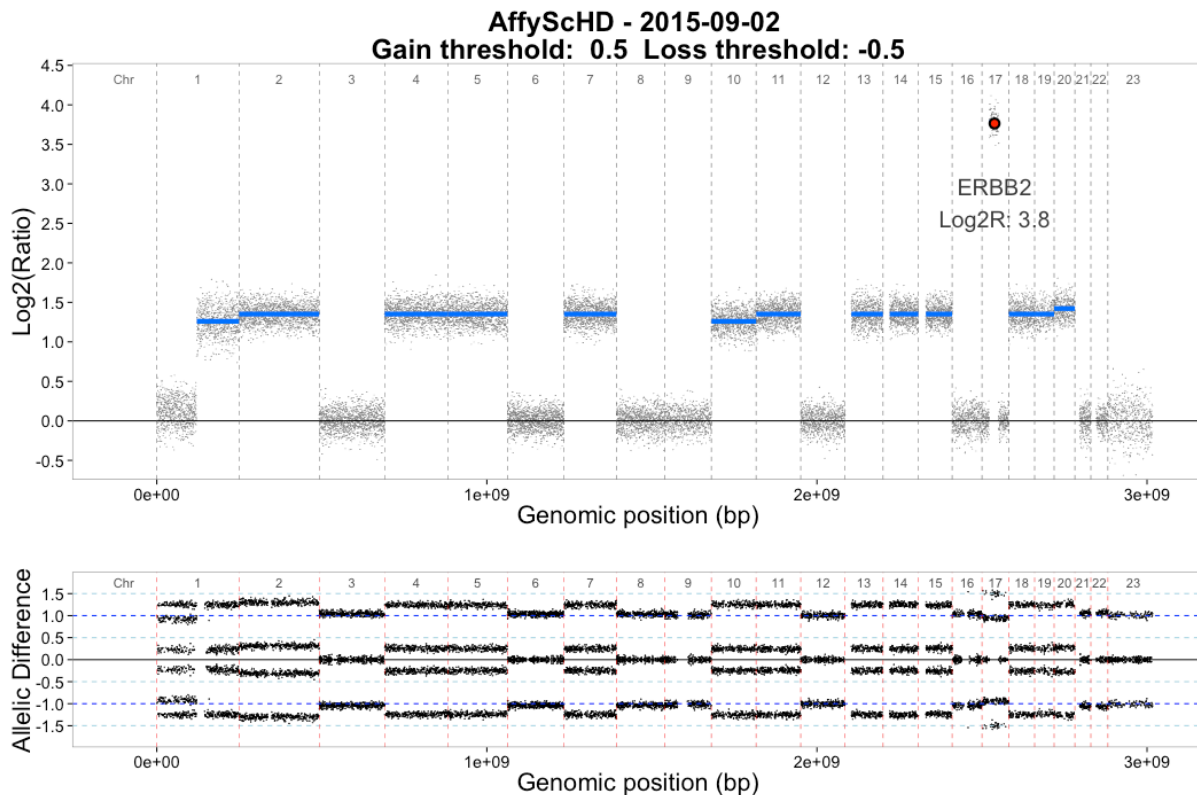 AffyScHD - 2015-09-02
Gain threshold:  0.5  Loss threshold: -0.5
Log2(Ratio)
4.5
4.0
3.5
3.0
2.5
2.0
1.5
1.0
0.5
0.0
-0.5
Chr 1 2 3 4 5 6 7 8 9 10 11 12 13 14 15 16 17 18 19 20 21 22 23
ERBB2
Log2R: 3.8
0e+00 1e+09 2e+09 3e+09
Genomic position (bp)
Allelic Difference
1.5
1.0
0.5
0.0
-0.5
-1.0
-1.5
Chr 1 2 3 4 5 6 7 8 9 10 11 12 13 14 15 16 17 18 19 20 21 22 23
0e+00 1e+09 2e+09 3e+09
Genomic position (bp)